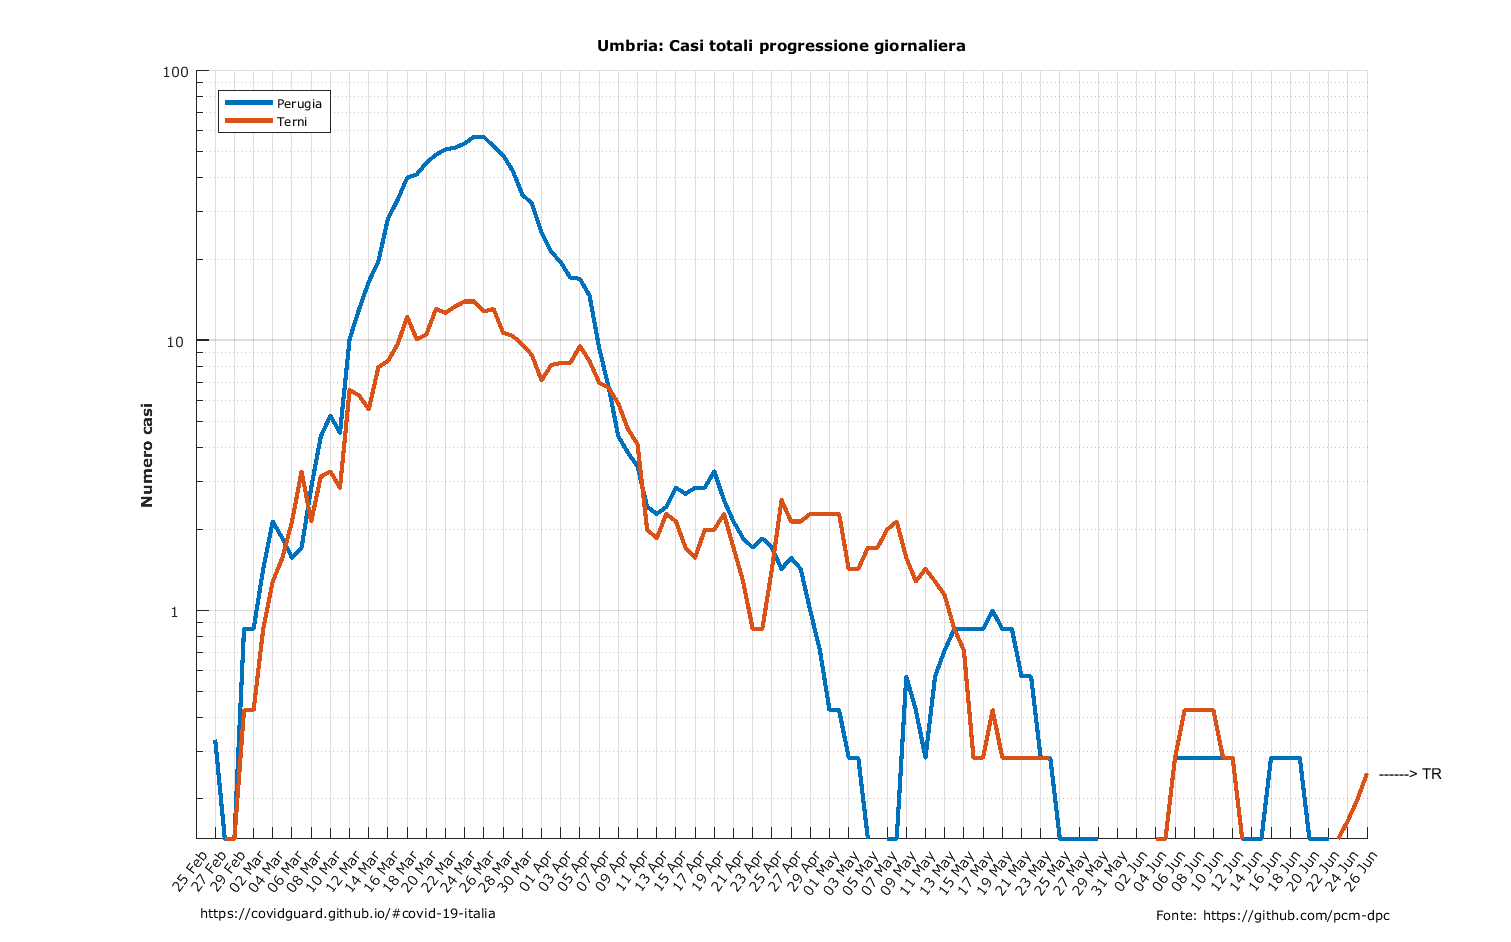 Umbria: Casi totali progressione giornaliera
100
10
1
Numero casi
Perugia
Terni
------> TR
25 Feb
27 Feb
29 Feb
02 Mar
04 Mar
06 Mar
08 Mar
10 Mar
12 Mar
14 Mar
16 Mar
18 Mar
20 Mar
22 Mar
24 Mar
26 Mar
28 Mar
30 Mar
01 Apr
03 Apr
05 Apr
07 Apr
09 Apr
11 Apr
13 Apr
15 Apr
17 Apr
19 Apr
21 Apr
23 Apr
25 Apr
27 Apr
29 Apr
01 May
03 May
05 May
07 May
09 May
11 May
13 May
15 May
17 May
19 May
21 May
23 May
25 May
27 May
29 May
31 May
02 Jun
04 Jun
06 Jun
08 Jun
10 Jun
12 Jun
14 Jun
16 Jun
18 Jun
20 Jun
22 Jun
24 Jun
26 Jun
https://covidguard.github.io/#covid-19-italia
Fonte: https://github.com/pcm-dpc